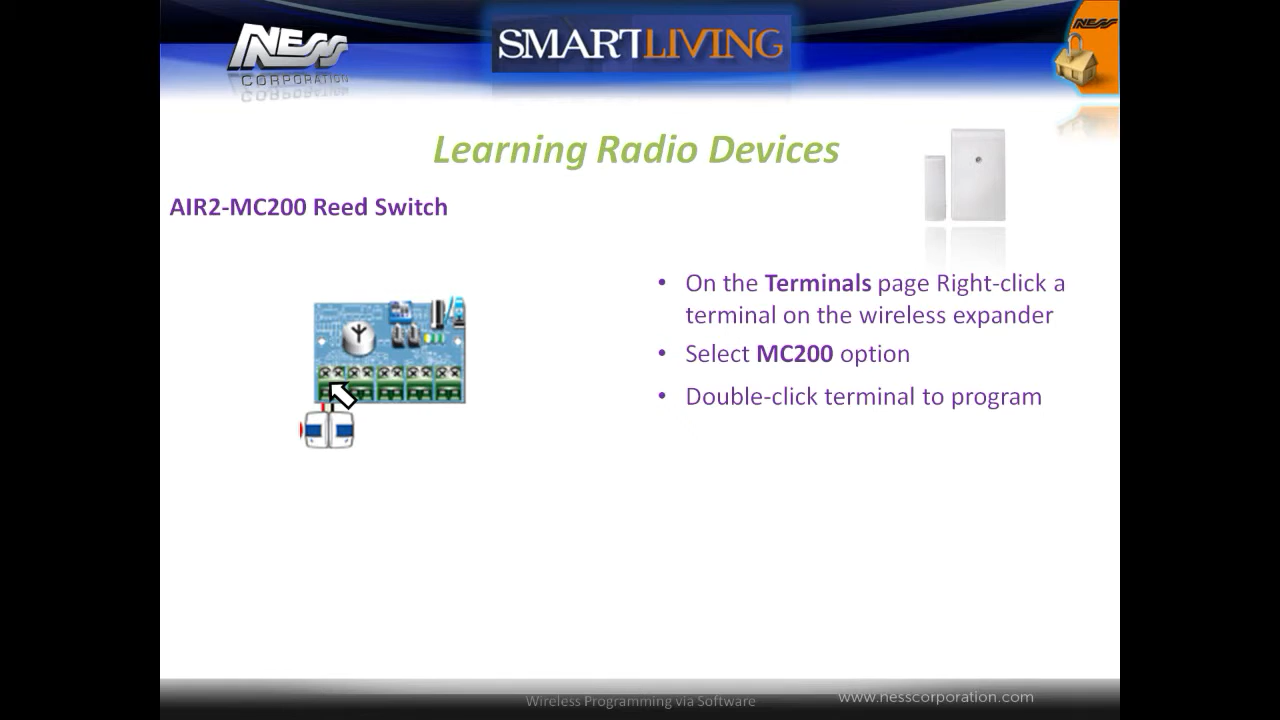 NESS
CORPORATION
SMARTLIVING
NESS
Learning Radio Devices
AIR2-MC200 Reed Switch
• On the Terminals page Right-click a
terminal on the wireless expander
• Select MC200 option
• Double-click terminal to program
Wireless Programming via Software
www.nesscorporation.com